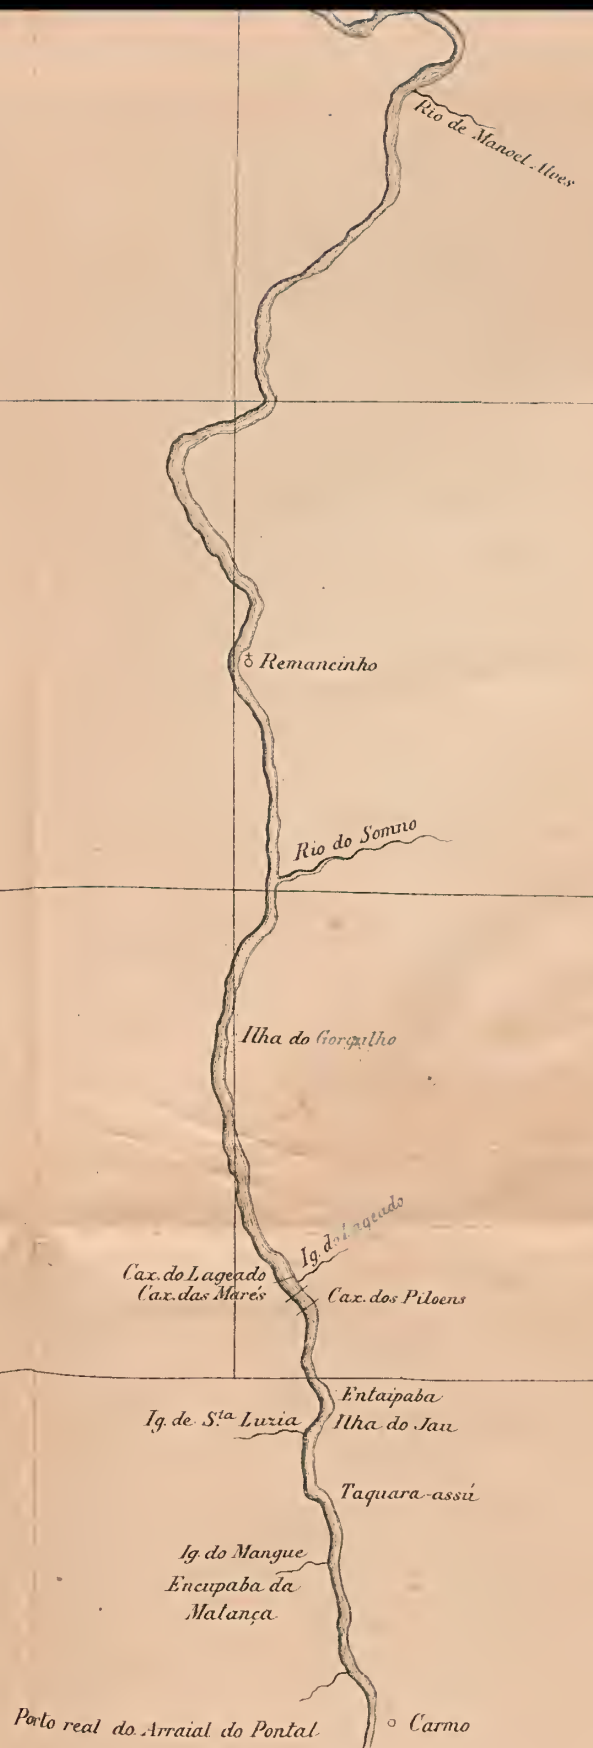 Rio de Manoel Alves
Remancinho
Rio do Somno
Ilha do Gorgulho
Ig. do Lageado
Cax. do Lageado
Cax. das Marés
Cax. dos Piloens
Entaipaba
Ig. de S.ta Luzia
Ilha do Jau
Taquara-assú
Ig. do Mangue
Encupaba da
Matança
Porto real do Arraial do Pontal
Carmo